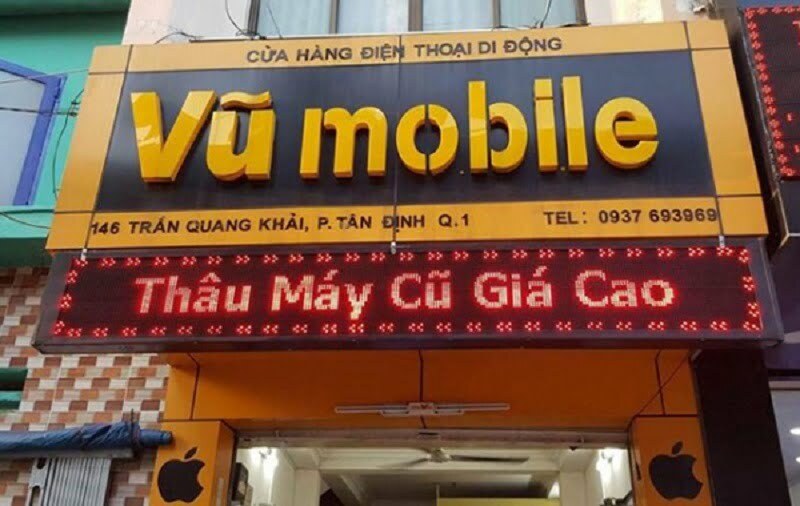 CỬA HÀNG ĐIỆN THOẠI DI ĐỘNG
Vũ mobile
146 TRẦN QUANG KHẢI, P. TÂN ĐỊNH Q.1 TEL: 0937 693969
Thâu Máy Cũ Giá Cao